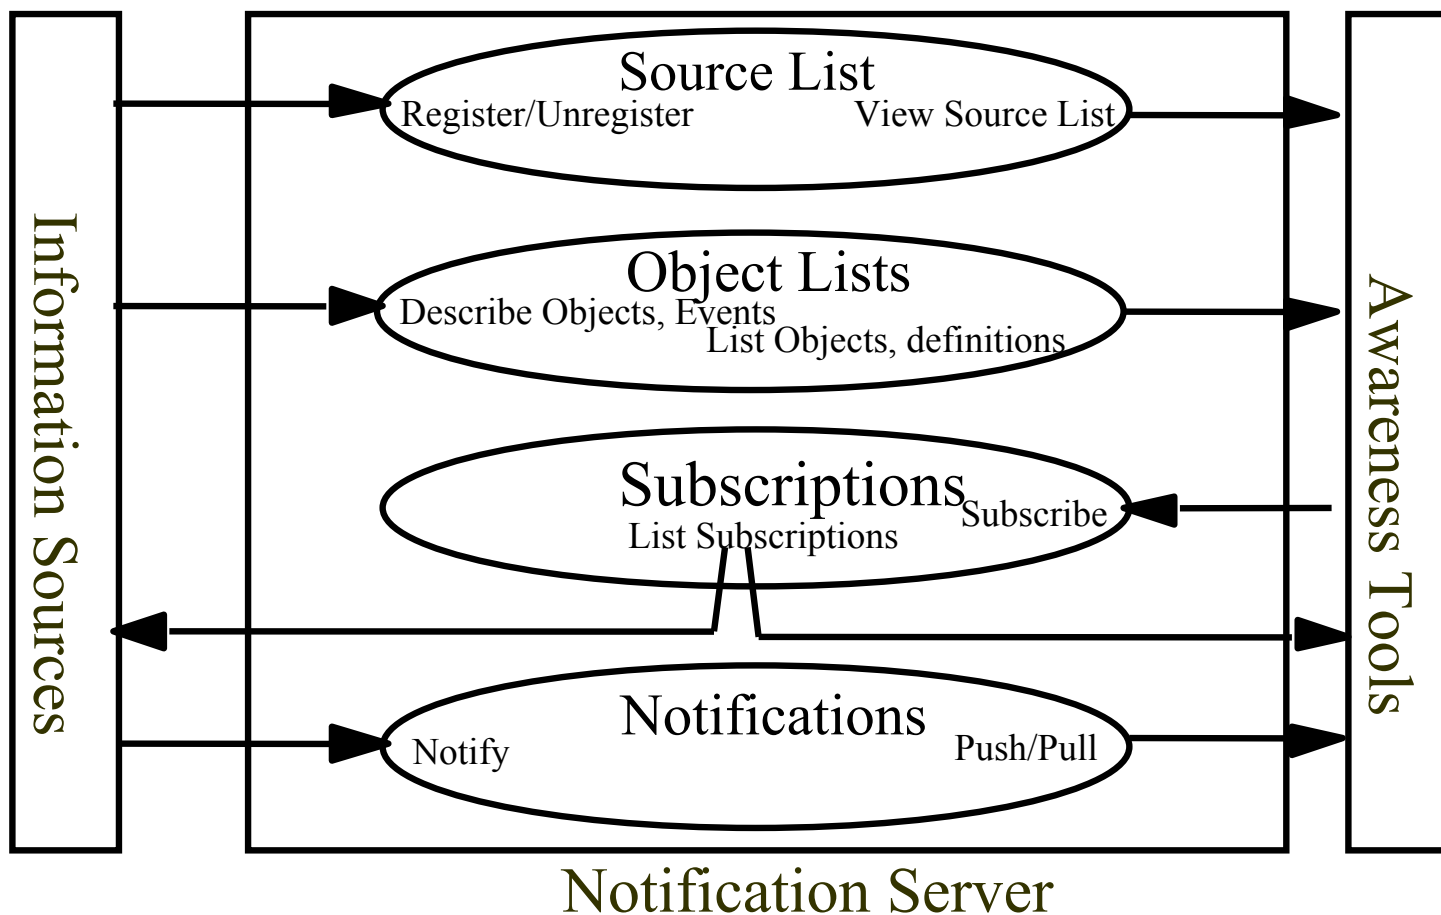 Source List
Register/Unregister
View Source List
Object Lists
Describe Objects, Events
List Objects, definitions
Subscriptions
Subscribe
List Subscriptions
Notifications
Notify
Push/Pull
Information Sources
Awareness Tools
Notification Server